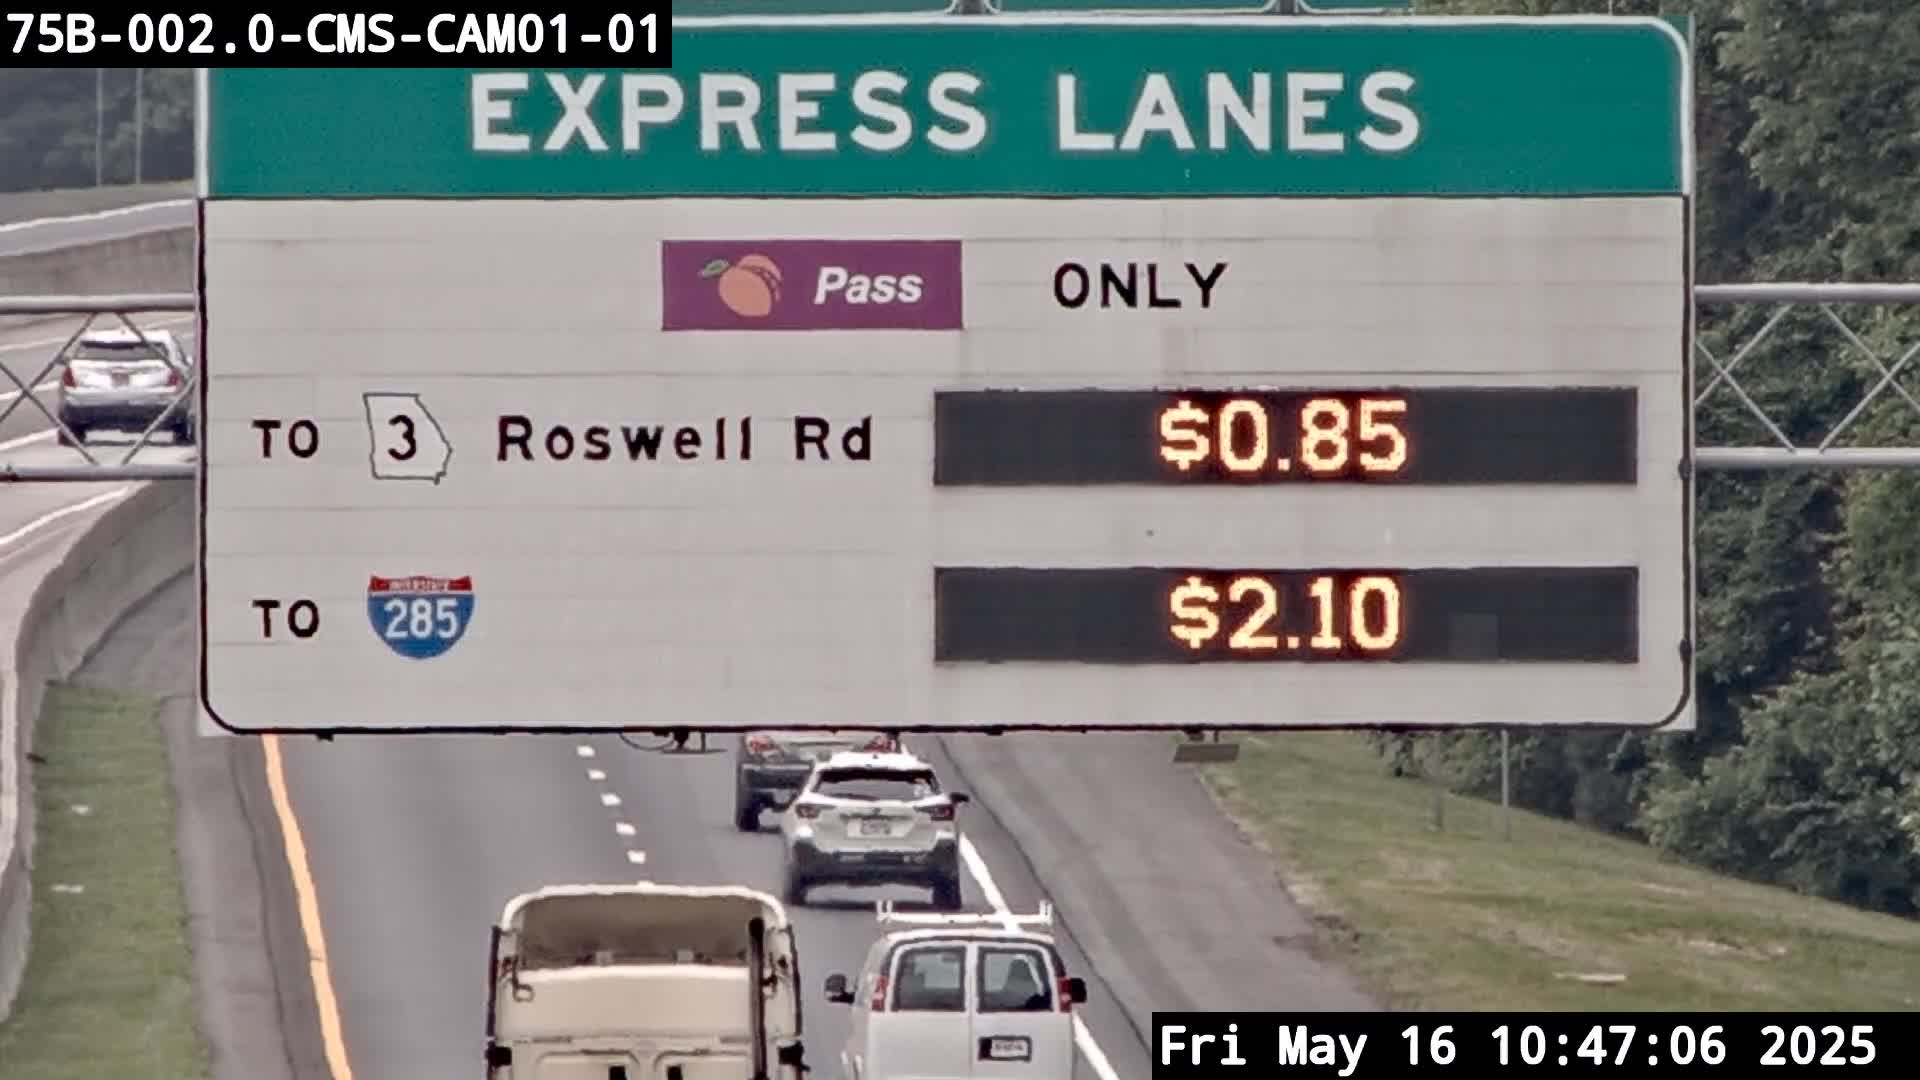 75B-002.0-CMS-CAM01-01
EXPRESS LANES
Pass ONLY
TO 3 Roswell Rd $0.85
TO INTERSTATE 285 $2.10
Fri May 16 10:47:06 2025